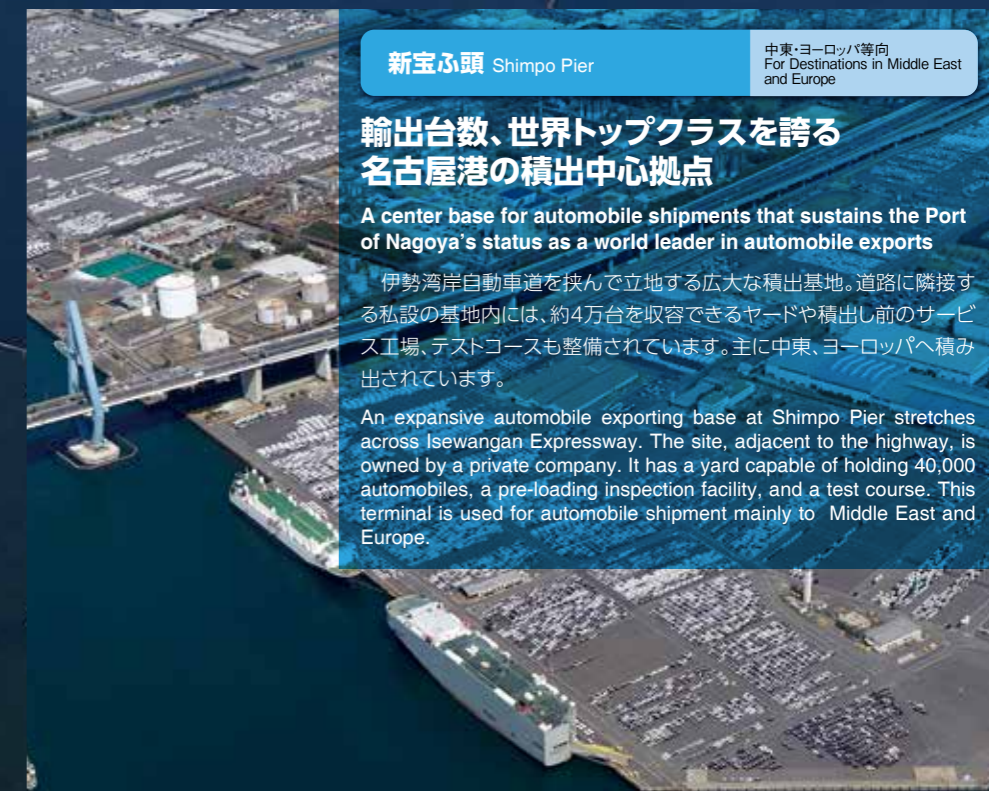 新宝ふ頭 Shimpo Pier
中東・ヨーロッパ等向
For Destinations in Middle East
and Europe
輸出台数、世界トップクラスを誇る
名古屋港の積出中心拠点
A center base for automobile shipments that sustains the Port
of Nagoya's status as a world leader in automobile exports
伊勢湾岸自動車道を挟んで立地する広大な積出基地。道路に隣接す
る私設の基地内には、約4万台を収容できるヤードや積出し前のサービ
ス工場、テストコースも整備されています。主に中東、ヨーロッパへ積み
出されています。
An expansive automobile exporting base at Shimpo Pier stretches
across Isewangan Expressway. The site, adjacent to the highway, is
owned by a private company. It has a yard capable of holding 40,000
automobiles, a pre-loading inspection facility, and a test course. This
terminal is used for automobile shipment mainly to Middle East and
Europe.